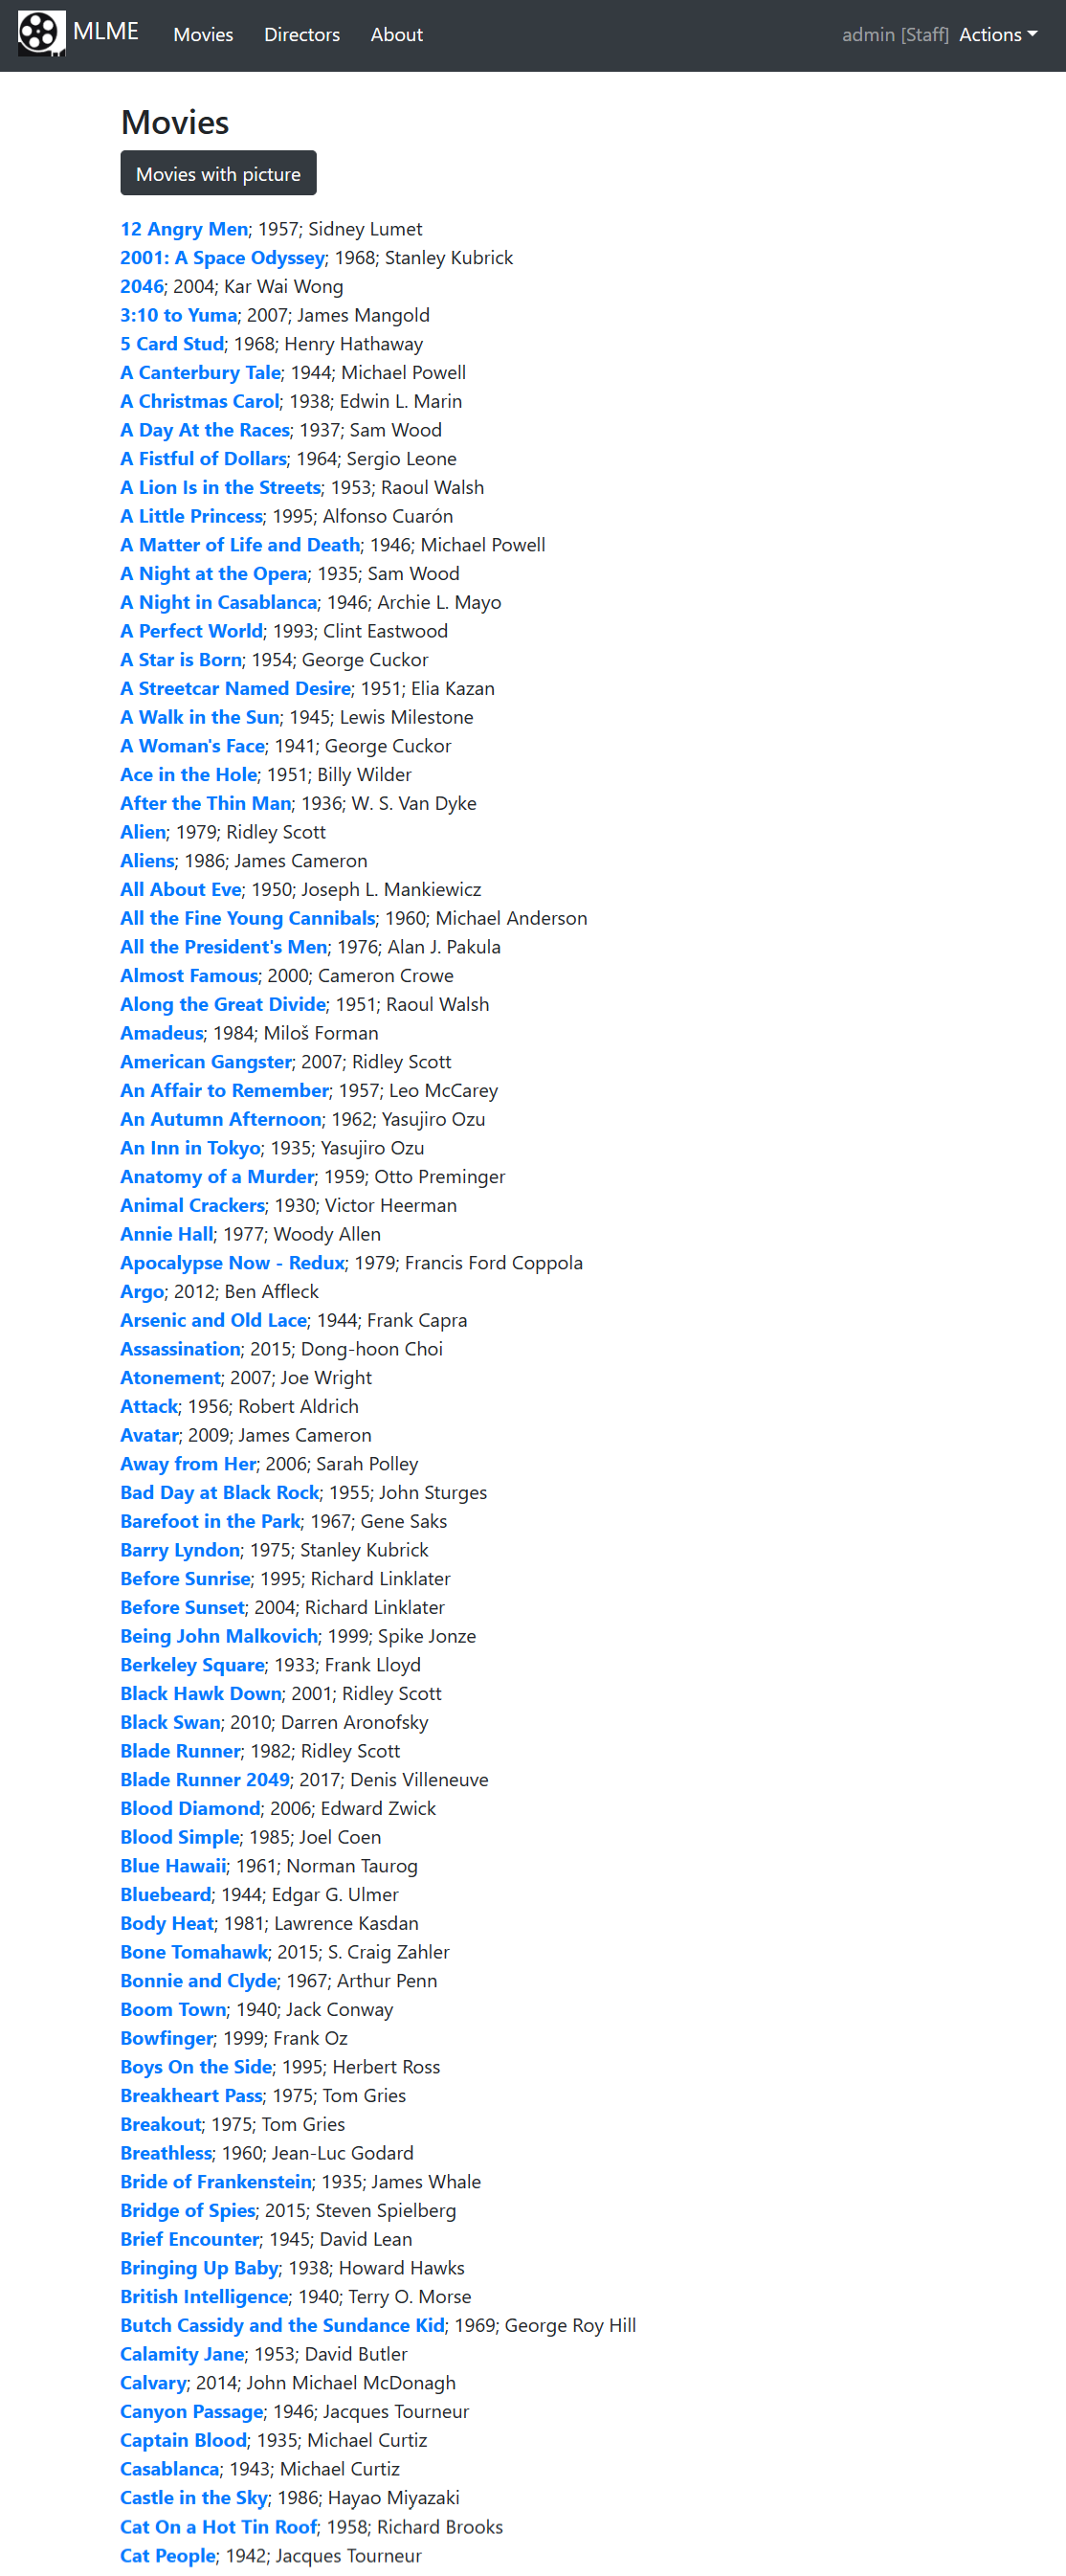 MLME Movies Directors About admin [Staff] Actions
Movies
Movies with picture
12 Angry Men; 1957; Sidney Lumet
2001: A Space Odyssey; 1968; Stanley Kubrick
2046; 2004; Kar Wai Wong
3:10 to Yuma; 2007; James Mangold
5 Card Stud; 1968; Henry Hathaway
A Canterbury Tale; 1944; Michael Powell
A Christmas Carol; 1938; Edwin L. Marin
A Day At the Races; 1937; Sam Wood
A Fistful of Dollars; 1964; Sergio Leone
A Lion Is in the Streets; 1953; Raoul Walsh
A Little Princess; 1995; Alfonso Cuarón
A Matter of Life and Death; 1946; Michael Powell
A Night at the Opera; 1935; Sam Wood
A Night in Casablanca; 1946; Archie L. Mayo
A Perfect World; 1993; Clint Eastwood
A Star is Born; 1954; George Cuckor
A Streetcar Named Desire; 1951; Elia Kazan
A Walk in the Sun; 1945; Lewis Milestone
A Woman's Face; 1941; George Cuckor
Ace in the Hole; 1951; Billy Wilder
After the Thin Man; 1936; W. S. Van Dyke
Alien; 1979; Ridley Scott
Aliens; 1986; James Cameron
All About Eve; 1950; Joseph L. Mankiewicz
All the Fine Young Cannibals; 1960; Michael Anderson
All the President's Men; 1976; Alan J. Pakula
Almost Famous; 2000; Cameron Crowe
Along the Great Divide; 1951; Raoul Walsh
Amadeus; 1984; Miloš Forman
American Gangster; 2007; Ridley Scott
An Affair to Remember; 1957; Leo McCarey
An Autumn Afternoon; 1962; Yasujiro Ozu
An Inn in Tokyo; 1935; Yasujiro Ozu
Anatomy of a Murder; 1959; Otto Preminger
Animal Crackers; 1930; Victor Heerman
Annie Hall; 1977; Woody Allen
Apocalypse Now - Redux; 1979; Francis Ford Coppola
Argo; 2012; Ben Affleck
Arsenic and Old Lace; 1944; Frank Capra
Assassination; 2015; Dong-hoon Choi
Atonement; 2007; Joe Wright
Attack; 1956; Robert Aldrich
Avatar; 2009; James Cameron
Away from Her; 2006; Sarah Polley
Bad Day at Black Rock; 1955; John Sturges
Barefoot in the Park; 1967; Gene Saks
Barry Lyndon; 1975; Stanley Kubrick
Before Sunrise; 1995; Richard Linklater
Before Sunset; 2004; Richard Linklater
Being John Malkovich; 1999; Spike Jonze
Berkeley Square; 1933; Frank Lloyd
Black Hawk Down; 2001; Ridley Scott
Black Swan; 2010; Darren Aronofsky
Blade Runner; 1982; Ridley Scott
Blade Runner 2049; 2017; Denis Villeneuve
Blood Diamond; 2006; Edward Zwick
Blood Simple; 1985; Joel Coen
Blue Hawaii; 1961; Norman Taurog
Bluebeard; 1944; Edgar G. Ulmer
Body Heat; 1981; Lawrence Kasdan
Bone Tomahawk; 2015; S. Craig Zahler
Bonnie and Clyde; 1967; Arthur Penn
Boom Town; 1940; Jack Conway
Bowfinger; 1999; Frank Oz
Boys On the Side; 1995; Herbert Ross
Breakheart Pass; 1975; Tom Gries
Breakout; 1975; Tom Gries
Breathless; 1960; Jean-Luc Godard
Bride of Frankenstein; 1935; James Whale
Bridge of Spies; 2015; Steven Spielberg
Brief Encounter; 1945; David Lean
Bringing Up Baby; 1938; Howard Hawks
British Intelligence; 1940; Terry O. Morse
Butch Cassidy and the Sundance Kid; 1969; George Roy Hill
Calamity Jane; 1953; David Butler
Calvary; 2014; John Michael McDonagh
Canyon Passage; 1946; Jacques Tourneur
Captain Blood; 1935; Michael Curtiz
Casablanca; 1943; Michael Curtiz
Castle in the Sky; 1986; Hayao Miyazaki
Cat On a Hot Tin Roof; 1958; Richard Brooks
Cat People; 1942; Jacques Tourneur